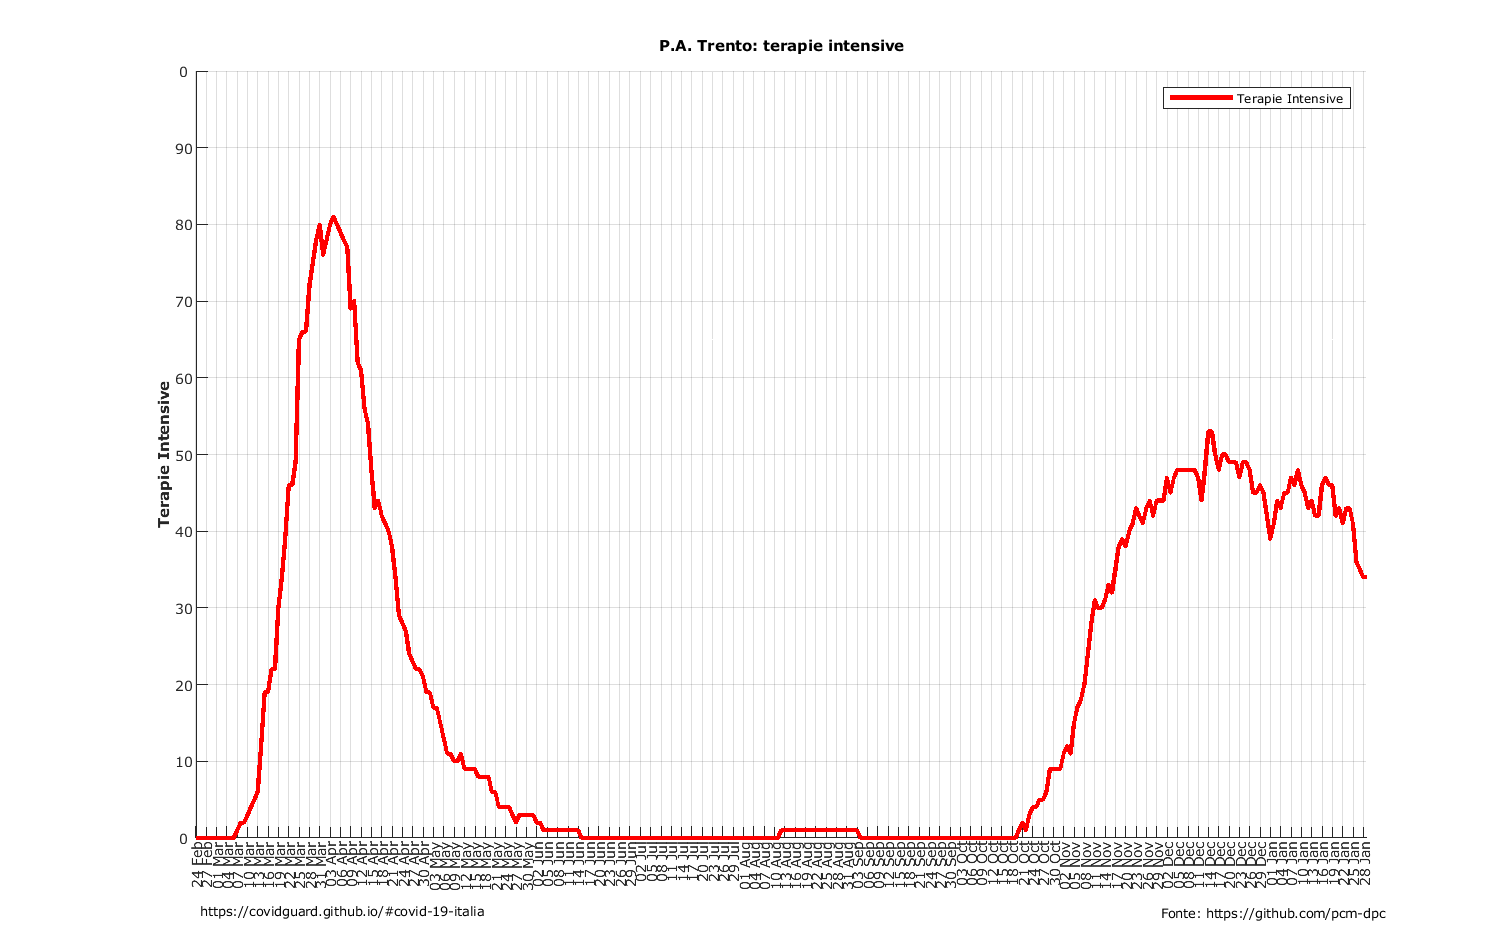 P.A. Trento: terapie intensive
Terapie Intensive
0
90
80
70
60
50
40
30
20
10
0
Terapie Intensive
24 Feb
27 Feb
01 Mar
04 Mar
07 Mar
10 Mar
13 Mar
16 Mar
19 Mar
22 Mar
25 Mar
28 Mar
31 Mar
03 Apr
06 Apr
09 Apr
12 Apr
15 Apr
18 Apr
21 Apr
24 Apr
27 Apr
30 Apr
03 May
06 May
09 May
12 May
15 May
18 May
21 May
24 May
27 May
30 May
02 Jun
05 Jun
08 Jun
11 Jun
14 Jun
17 Jun
20 Jun
23 Jun
26 Jun
29 Jun
02 Jul
05 Jul
08 Jul
11 Jul
14 Jul
17 Jul
20 Jul
23 Jul
26 Jul
29 Jul
01 Aug
04 Aug
07 Aug
10 Aug
13 Aug
16 Aug
19 Aug
22 Aug
25 Aug
28 Aug
31 Aug
03 Sep
06 Sep
09 Sep
12 Sep
15 Sep
18 Sep
21 Sep
24 Sep
27 Sep
30 Sep
03 Oct
06 Oct
09 Oct
12 Oct
15 Oct
18 Oct
21 Oct
24 Oct
27 Oct
30 Oct
02 Nov
05 Nov
08 Nov
11 Nov
14 Nov
17 Nov
20 Nov
23 Nov
26 Nov
29 Nov
02 Dec
05 Dec
08 Dec
11 Dec
14 Dec
17 Dec
20 Dec
23 Dec
26 Dec
29 Dec
01 Jan
04 Jan
07 Jan
10 Jan
13 Jan
16 Jan
19 Jan
22 Jan
25 Jan
28 Jan
https://covidguard.github.io/#covid-19-italia
Fonte: https://github.com/pcm-dpc